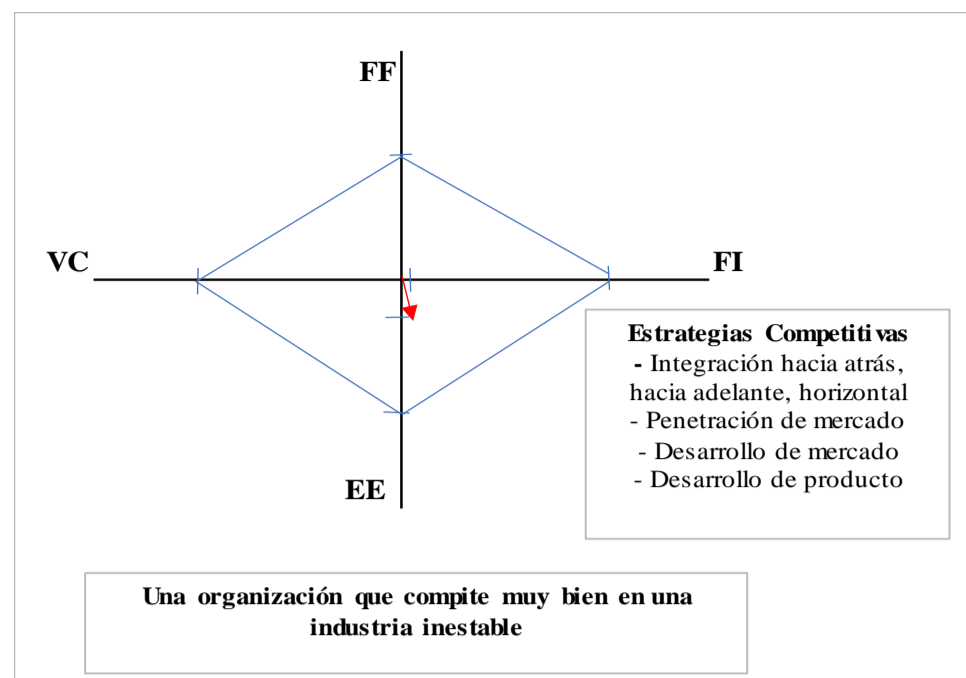 FF
VC
FI
EE
Estrategias Competitivas
- Integración hacia atrás,
hacia adelante, horizontal
- Penetración de mercado
- Desarrollo de mercado
- Desarrollo de producto
Una organización que compite muy bien en una
industria inestable